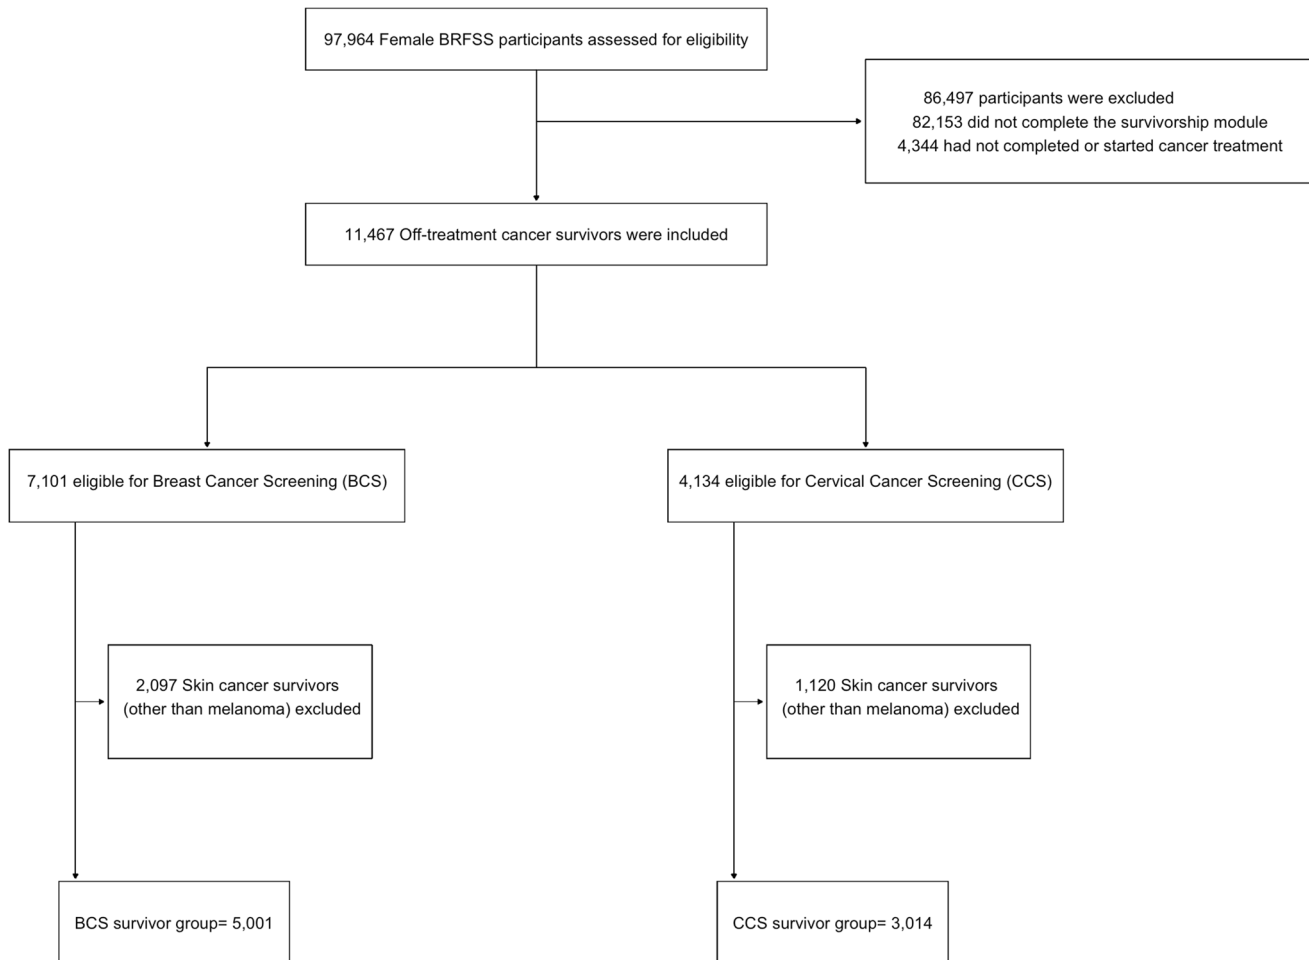 97,964 Female BRFSS participants assessed for eligibility
86,497 participants were excluded
82,153 did not complete the survivorship module
4,344 had not completed or started cancer treatment
11,467 Off-treatment cancer survivors were included
7,101 eligible for Breast Cancer Screening (BCS)
4,134 eligible for Cervical Cancer Screening (CCS)
2,097 Skin cancer survivors
(other than melanoma) excluded
1,120 Skin cancer survivors
(other than melanoma) excluded
BCS survivor group= 5,001
CCS survivor group= 3,014